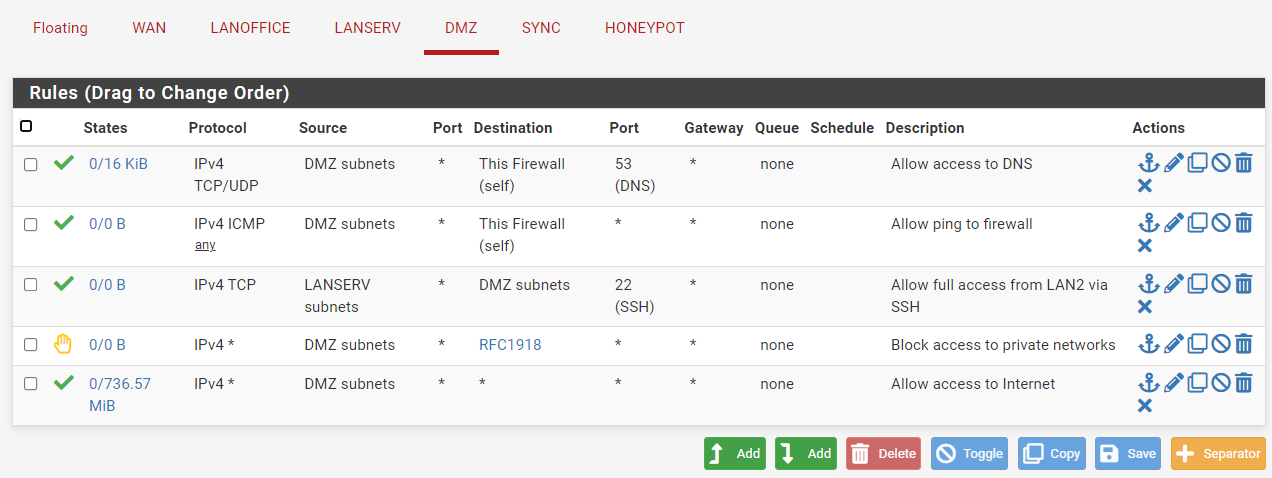 Floating WAN LANOFFICE LANSERV DMZ SYNC HONEYPOT
Rules (Drag to Change Order)
States Protocol Source Port Destination Port Gateway Queue Schedule Description Actions
0/16 KiB IPv4 DMZ subnets * This Firewall 53 * none Allow access to DNS
TCP/UDP (self) (DNS)
0/0 B IPv4 ICMP DMZ subnets * This Firewall * * none Allow ping to firewall
any (self)
0/0 B IPv4 TCP LANSERV * DMZ subnets 22 * none Allow full access from LAN2 via
subnets (SSH) SSH
0/0 B IPv4 * DMZ subnets * RFC1918 * * none Block access to private networks
0/736.57 IPv4 * DMZ subnets * * * * none Allow access to Internet
MiB
Add Add Delete Toggle Copy Save Separator